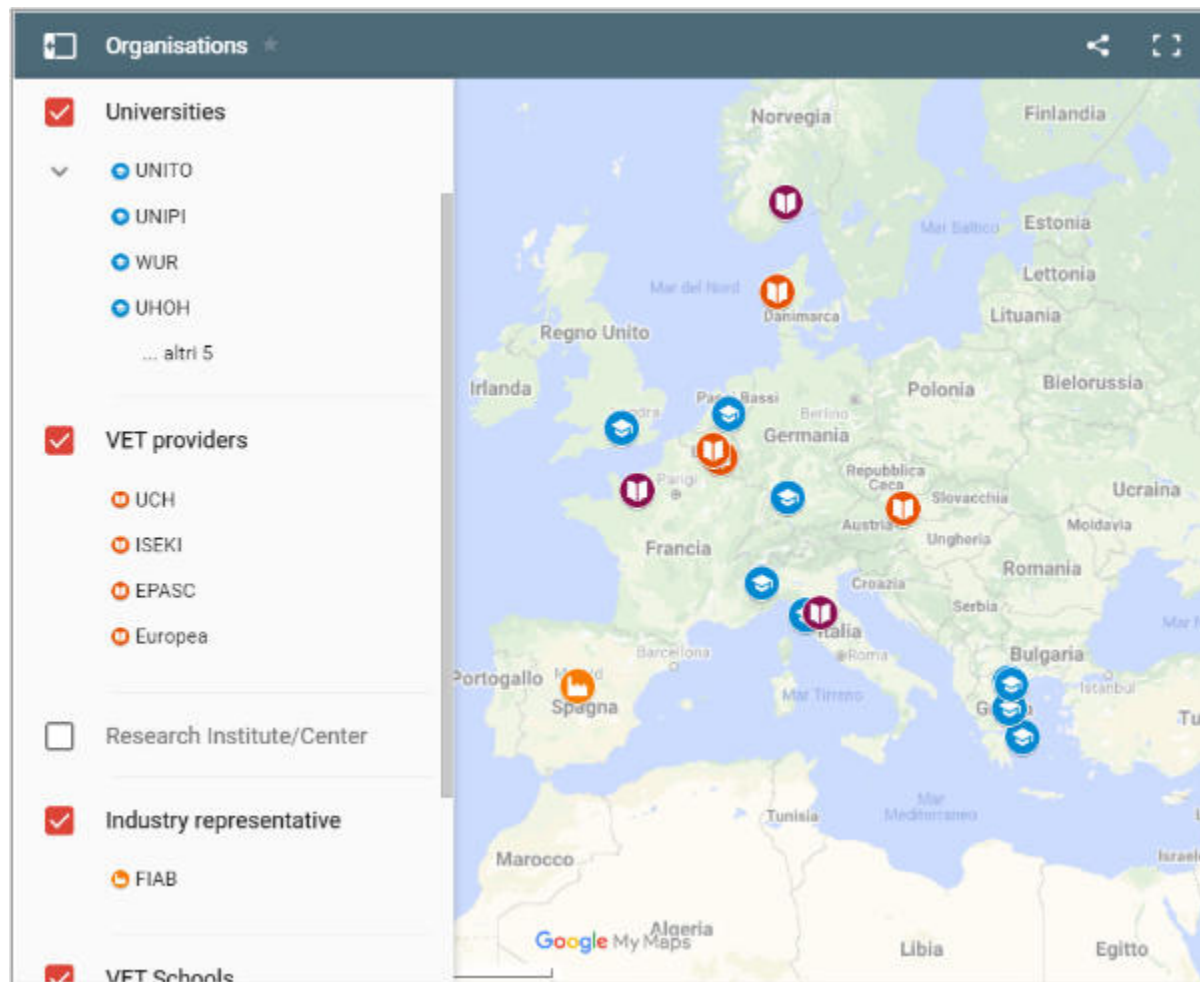 Organisations
Universities
UNITO
UNIPI
WUR
UHOH
... altri 5
VET providers
UCH
ISEKI
EPASC
Europea
Research Institute/Center
Industry representative
FIAB
VET Schools
Norvegia
Finlandia
Estonia
Mar Baltico
Lettonia
Mar del Nord
Danimarca
Lituania
Regno Unito
Irlanda
Bassi
Polonia
Bielorussia
Berlino
Germania
Parigi
Repubblica
Ceca
Slovacchia
Ucraina
Austria
Moldavia
Ungheria
Francia
Romania
Croazia
Serbia
Italia
Barcellona
Roma
Bulgaria
Portogallo
Istanbul
Mar Tirreno
Spagna
Tu
Mar
Mediterraneo
Tunisia
Marocco
Israele
Algeria
Google My Maps
Libia
Egitto